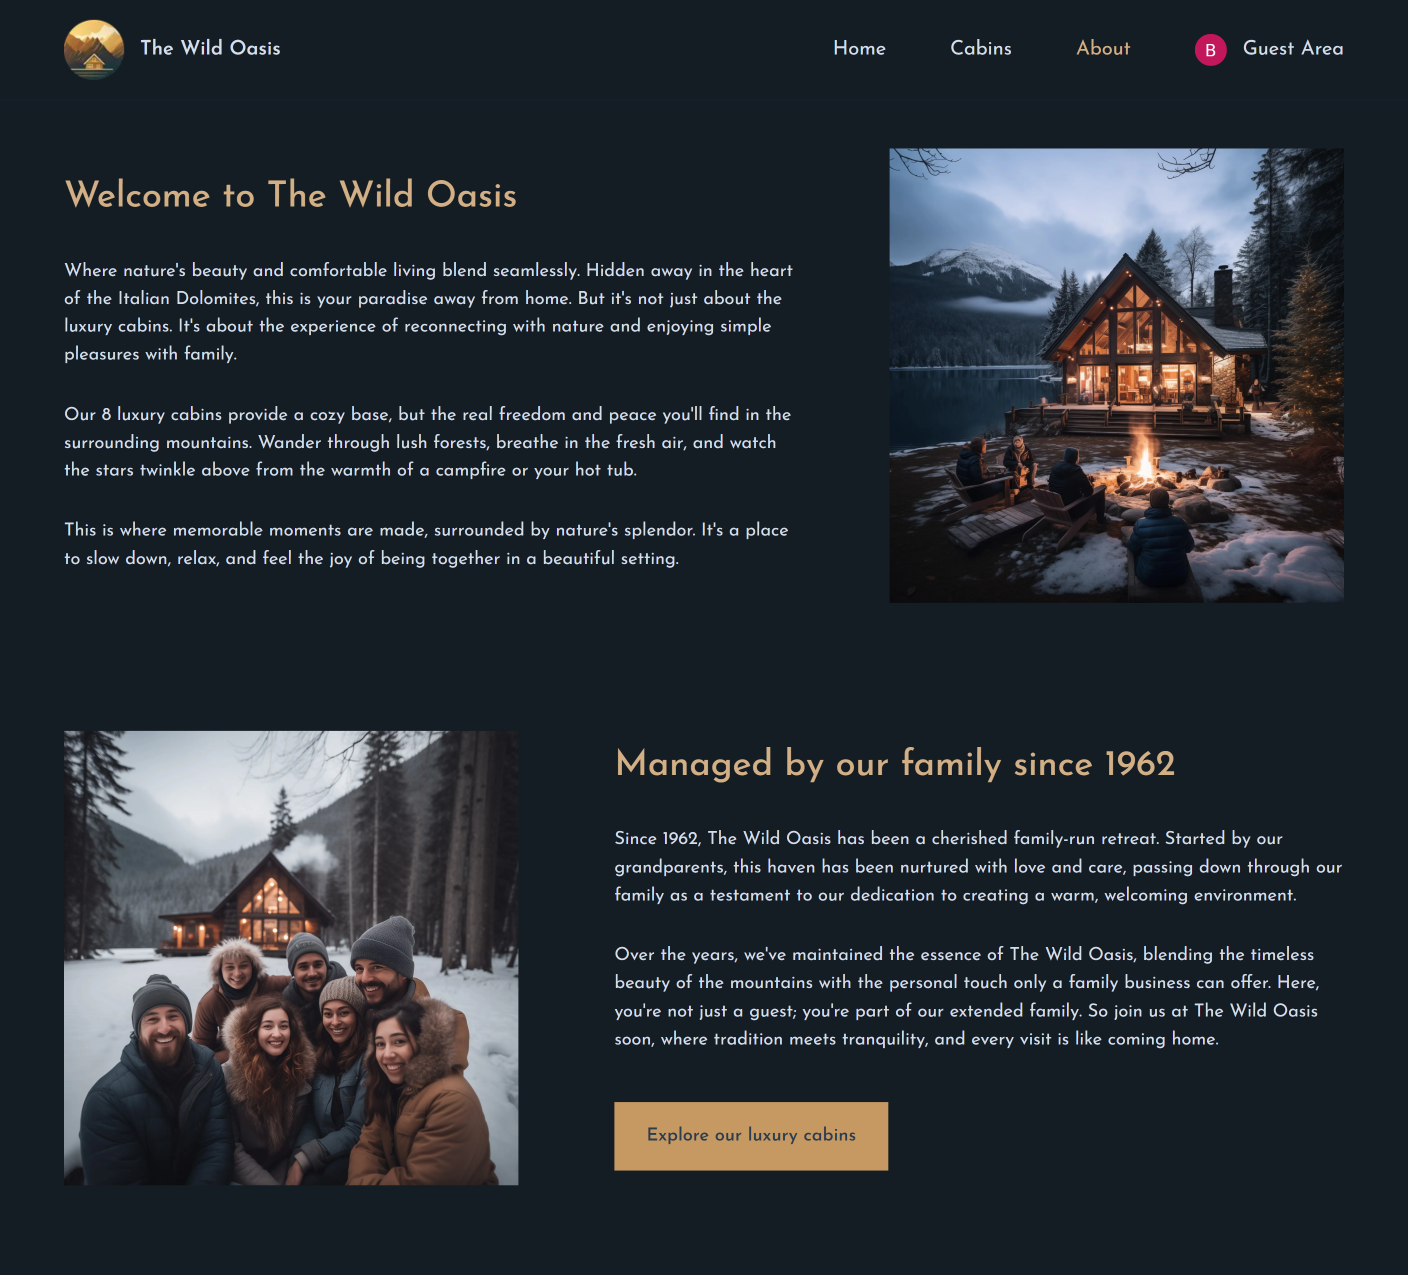 The Wild Oasis
Home
Cabins
About
B
Guest Area
Welcome to The Wild Oasis
Where nature's beauty and comfortable living blend seamlessly. Hidden away in the heart
of the Italian Dolomites, this is your paradise away from home. But it's not just about the
luxury cabins. It's about the experience of reconnecting with nature and enjoying simple
pleasures with family.
Our 8 luxury cabins provide a cozy base, but the real freedom and peace you'll find in the
surrounding mountains. Wander through lush forests, breathe in the fresh air, and watch
the stars twinkle above from the warmth of a campfire or your hot tub.
This is where memorable moments are made, surrounded by nature's splendor. It's a place
to slow down, relax, and feel the joy of being together in a beautiful setting.
Managed by our family since 1962
Since 1962, The Wild Oasis has been a cherished family-run retreat. Started by our
grandparents, this haven has been nurtured with love and care, passing down through our
family as a testament to our dedication to creating a warm, welcoming environment.
Over the years, we've maintained the essence of The Wild Oasis, blending the timeless
beauty of the mountains with the personal touch only a family business can offer. Here,
you're not just a guest; you're part of our extended family. So join us at The Wild Oasis
soon, where tradition meets tranquility, and every visit is like coming home.
Explore our luxury cabins